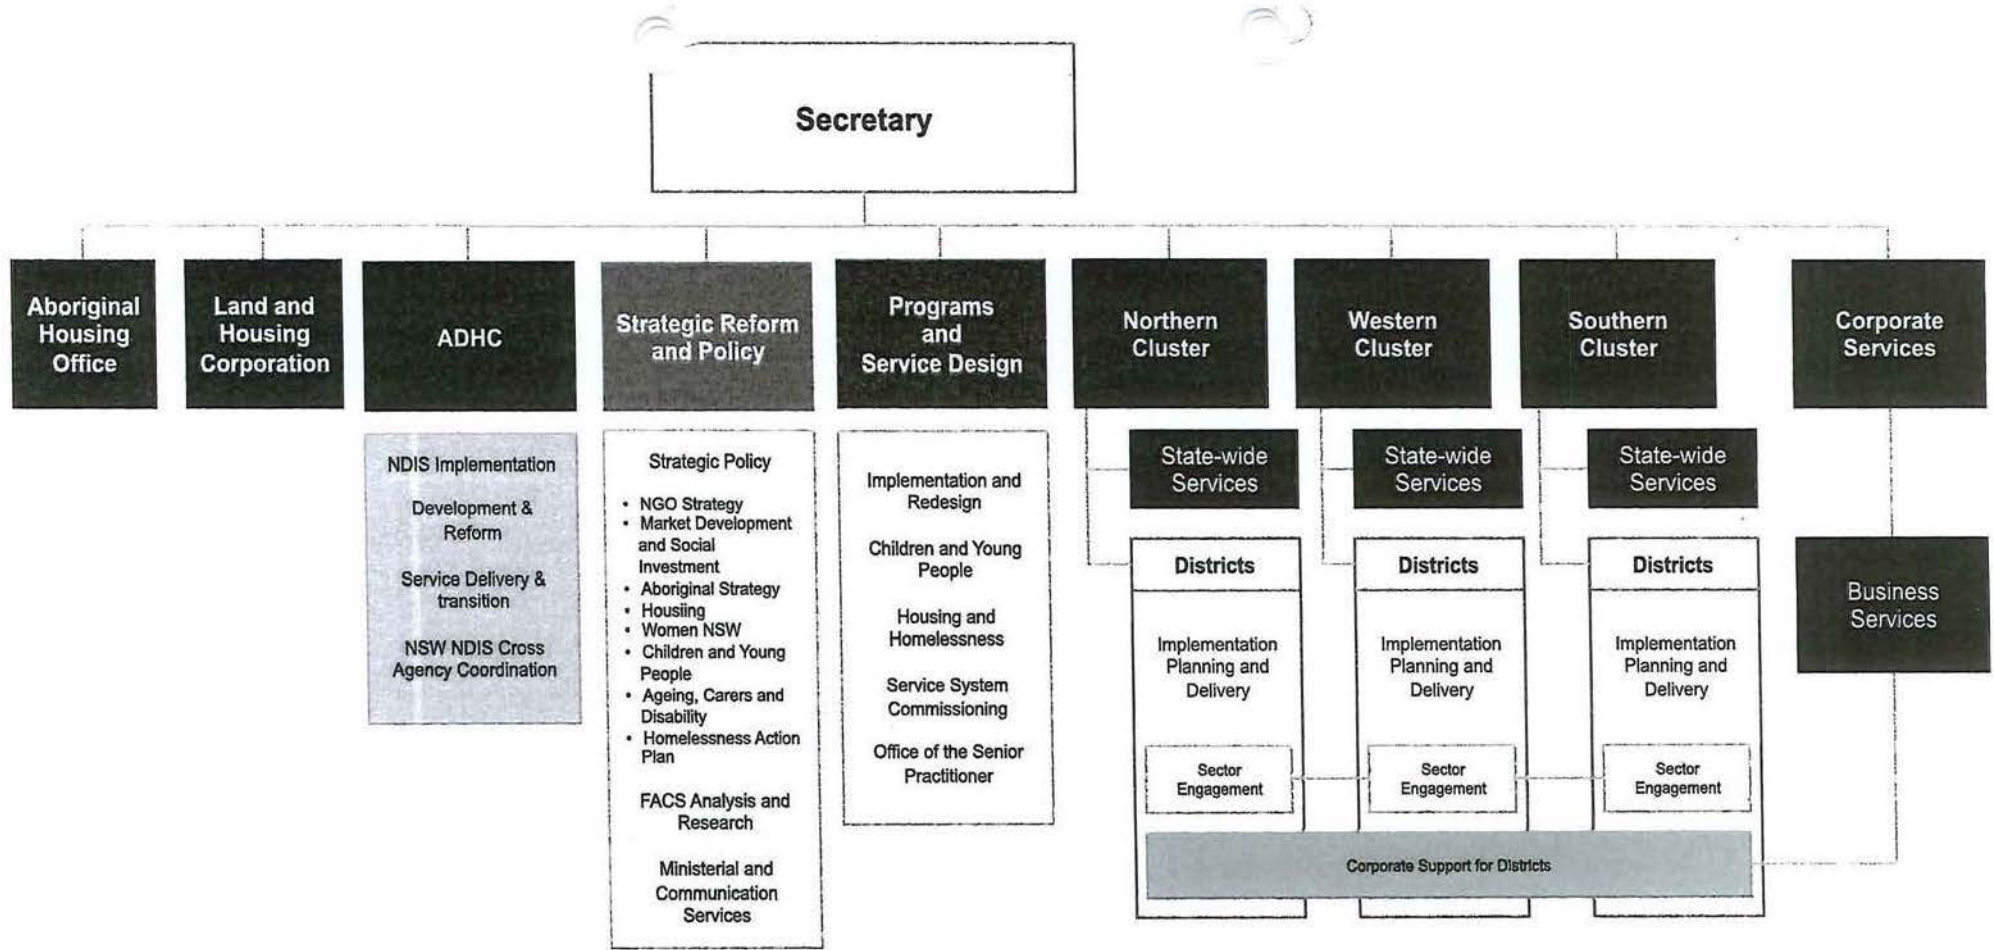 Secretary
Aboriginal
Housing
Office
Land and
Housing
Corporation
ADHC
Strategic Reform
and Policy
Programs
and
Service Design
Northern
Cluster
Western
Cluster
Southern
Cluster
Corporate
Services
NDIS Implementation
Development &
Reform
Service Delivery &
transition
NSW NDIS Cross
Agency Coordination
Strategic Policy
• NGO Strategy
• Market Development
and Social
Investment
• Aboriginal Strategy
• Housiing
• Women NSW
• Children and Young
People
• Ageing, Carers and
Disability
• Homelessness Action
Plan
FACS Analysis and
Research
Ministerial and
Communication
Services
Implementation and
Redesign
Children and Young
People
Housing and
Homelessness
Service System
Commissioning
Office of the Senior
Practitioner
State-wide
Services
Districts
Implementation
Planning and
Delivery
Sector
Engagement
State-wide
Services
Districts
Implementation
Planning and
Delivery
Sector
Engagement
State-wide
Services
Districts
Implementation
Planning and
Delivery
Sector
Engagement
Corporate Support for Districts
Business
Services